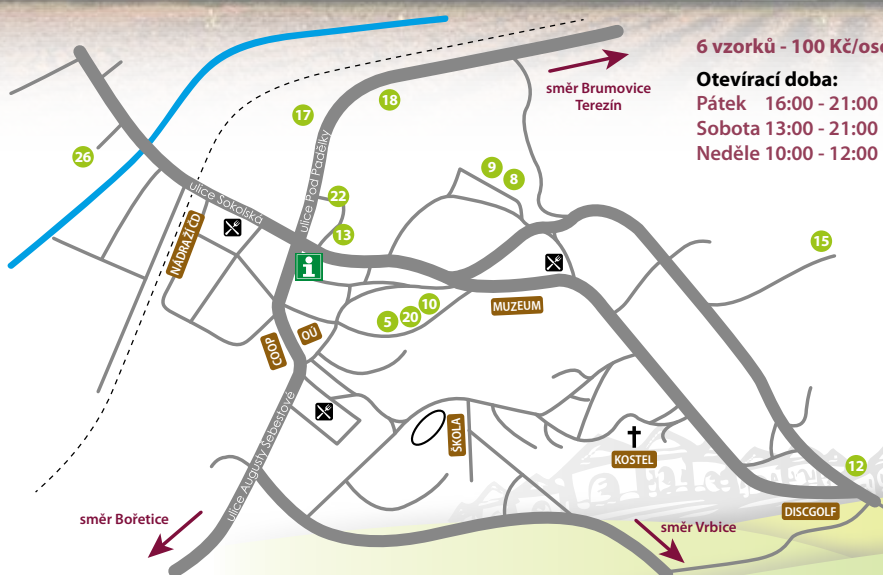 6 vzorků - 100 Kč/oso
Otevírací doba:
Pátek 16:00 - 21:00
Sobota 13:00 - 21:00
Neděle 10:00 - 12:00
směr Brumovice
Terezín
18
17
26
ulice Pod Padělky
9
8
ulice Sokolská
22
13
15
NÁDRAŽÍ ČD
i
MUZEUM
10
20
5
OÚ
COOP
ulice Augusty Šebestové
ŠKOLA
KOSTEL
12
DISCGOLF
směr Bořetice
směr Vrbice